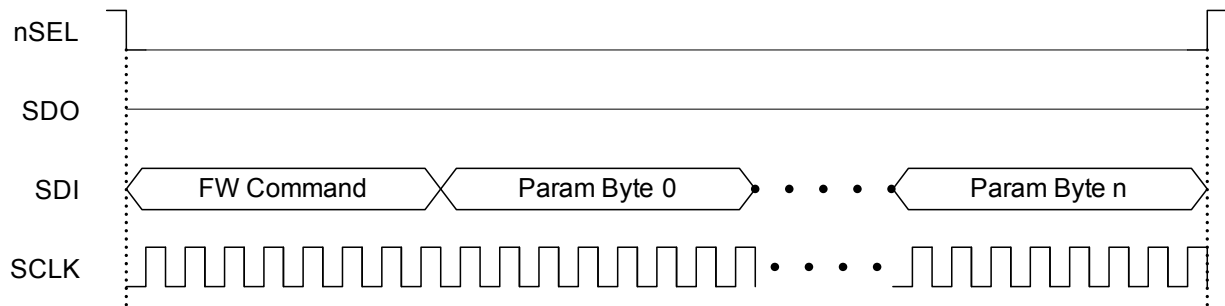 nSEL
SDO
SDI FW Command Param Byte 0 Param Byte n
SCLK